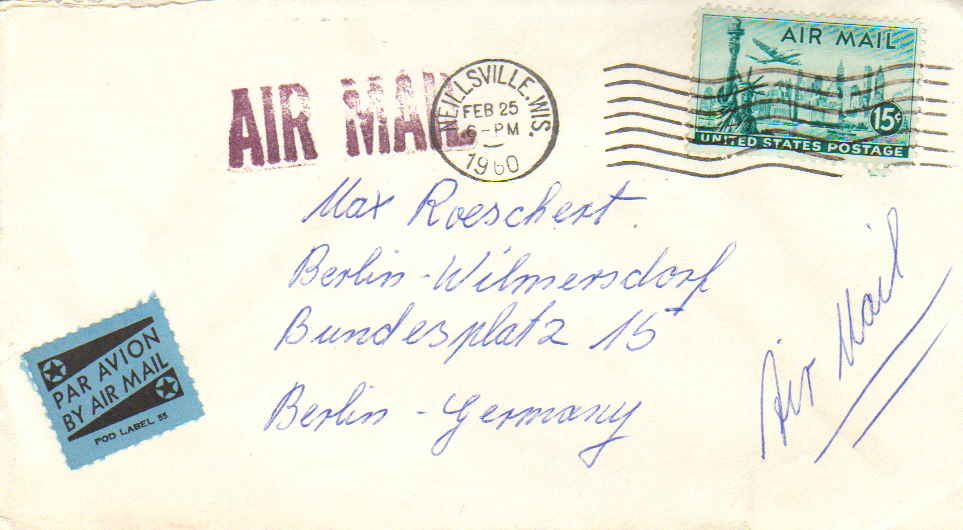 AIR MAIL
NEILLSVILLE.WIS.
FEB 25
6-PM
1960
AIR MAIL
15¢
UNITED STATES POSTAGE
Max Roeschert.
Berlin-Wilmersdorf
Bundesplatz 15
Berlin - Germany
Air Mail
PAR AVION
BY AIR MAIL
POD LABEL 55